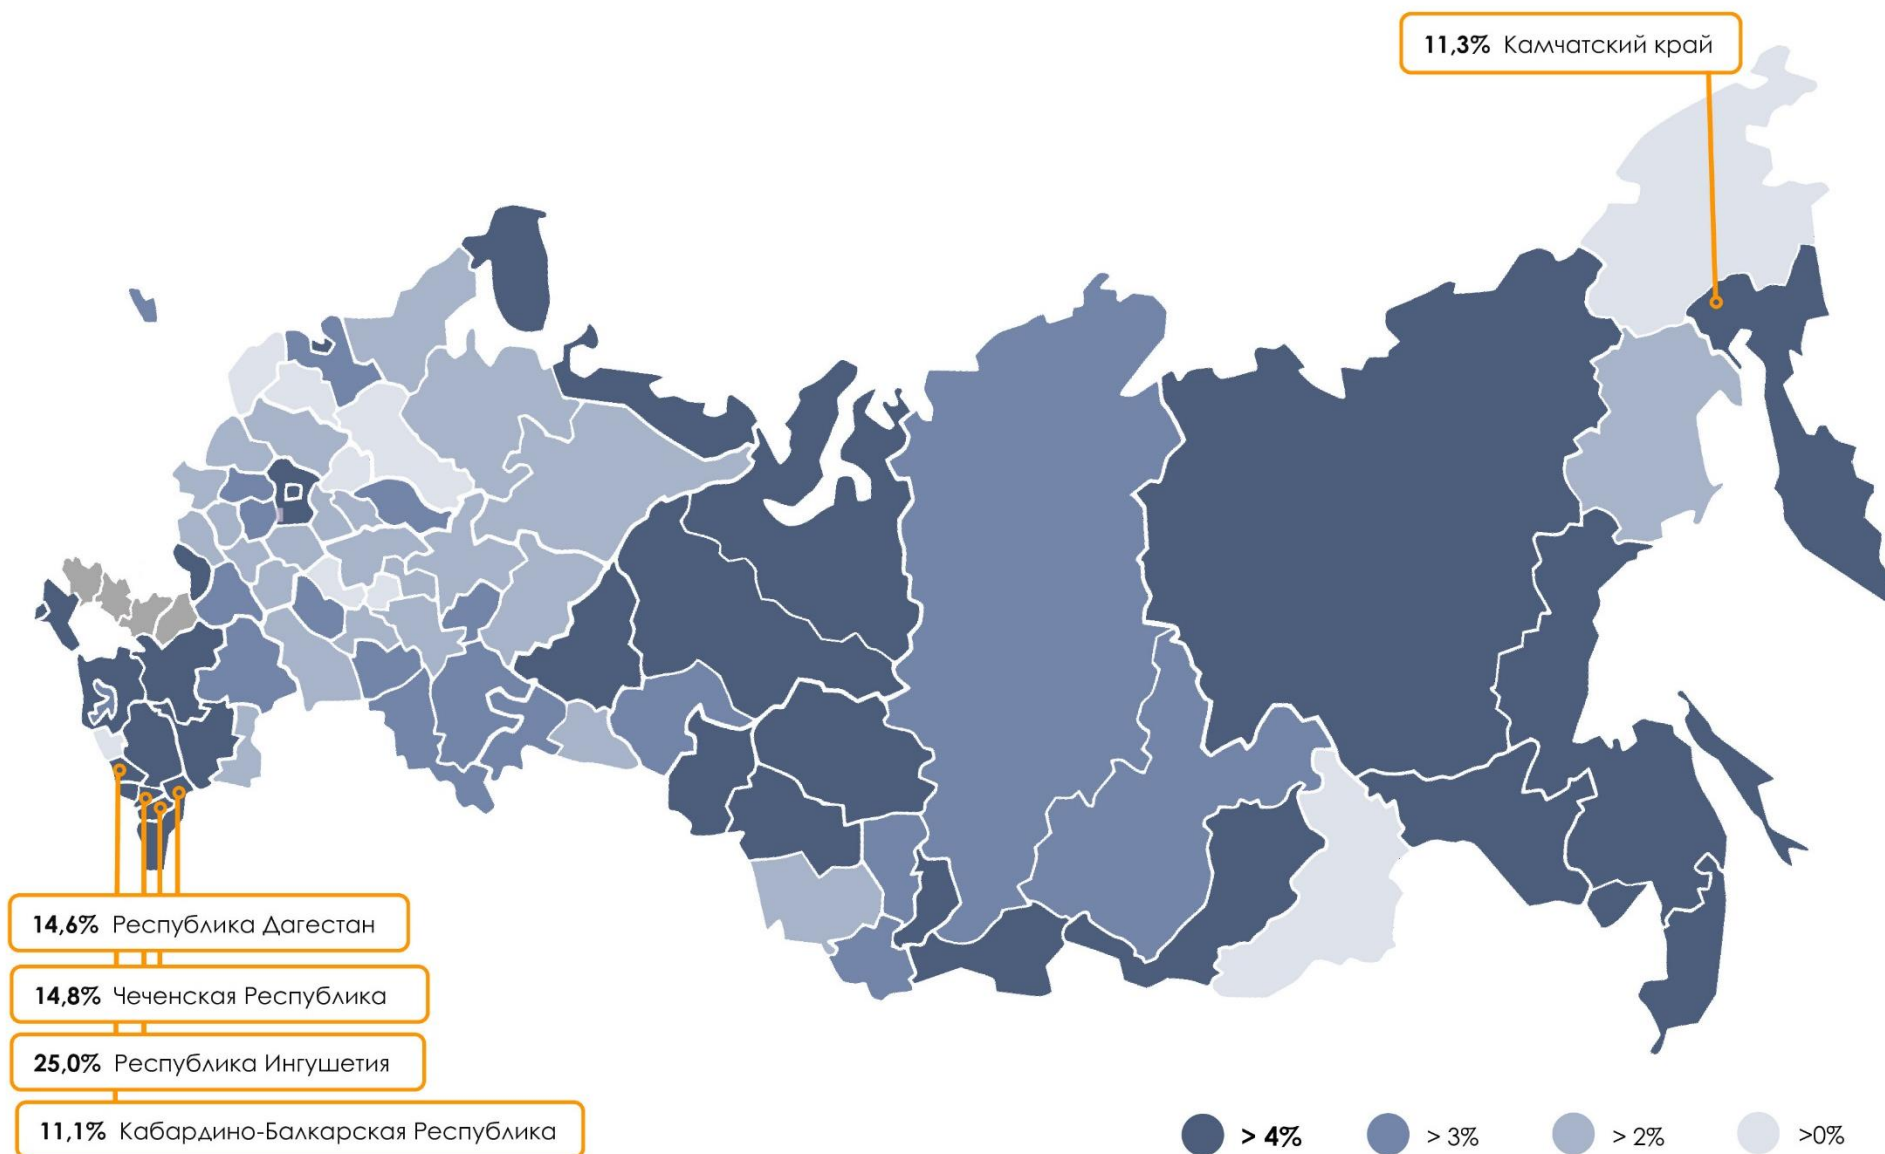 11,3% Камчатский край
14,6% Республика Дагестан
14,8% Чеченская Республика
25,0% Республика Ингушетия
11,1% Кабардино-Балкарская Республика
> 4% > 3% > 2% >0%